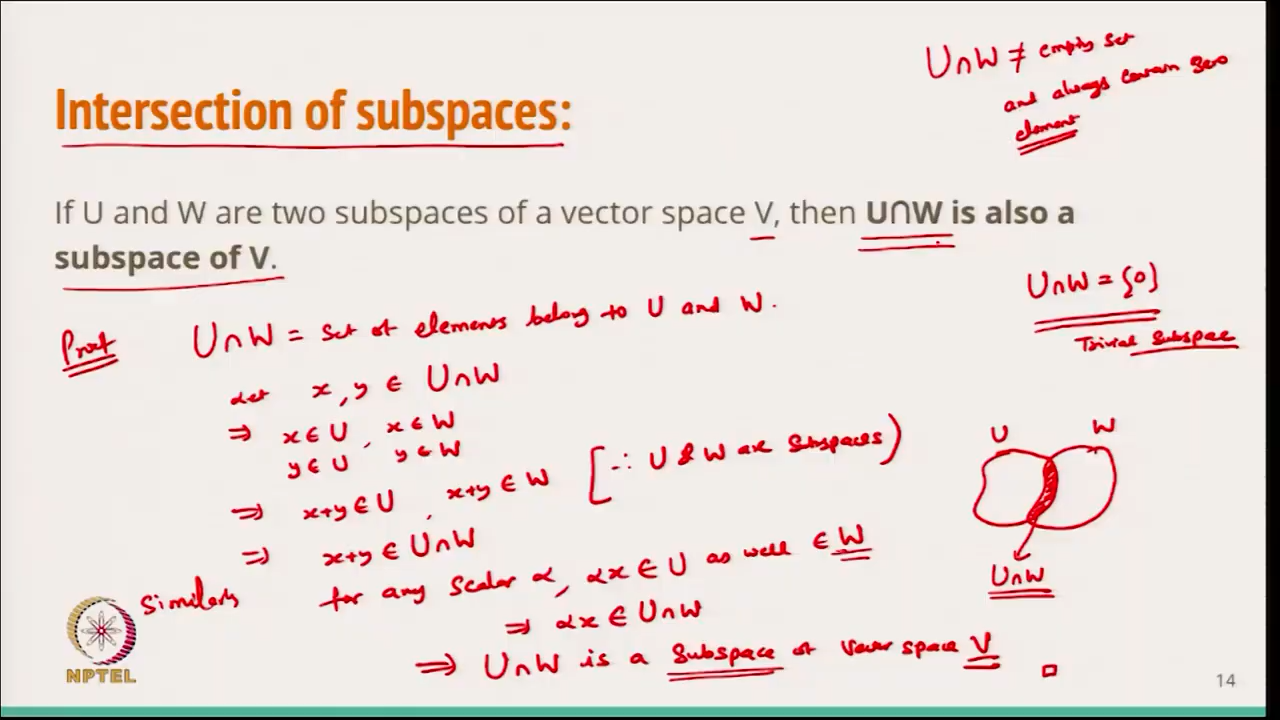 U∩W ≠ empty set
and always contain zero
element
Intersection of subspaces:
If U and W are two subspaces of a vector space V, then U∩W is also a
subspace of V.
U∩W = {0}
Trivial Subspac
Proof U∩W = set of elements belong to U and W.
Let x, y ∈ U∩W
⇒ x ∈ U, x ∈ W
y ∈ U y ∈ W
⇒ x+y ∈ U, x+y ∈ W [∵ U & W are Subspaces)
⇒ x+y ∈ U∩W
U W
U∩W
Similarly for any scalar α, αx ∈ U as well ∈ W
⇒ αx ∈ U∩W
⇒ U∩W is a Subspace of vector space V □
NPTEL
14